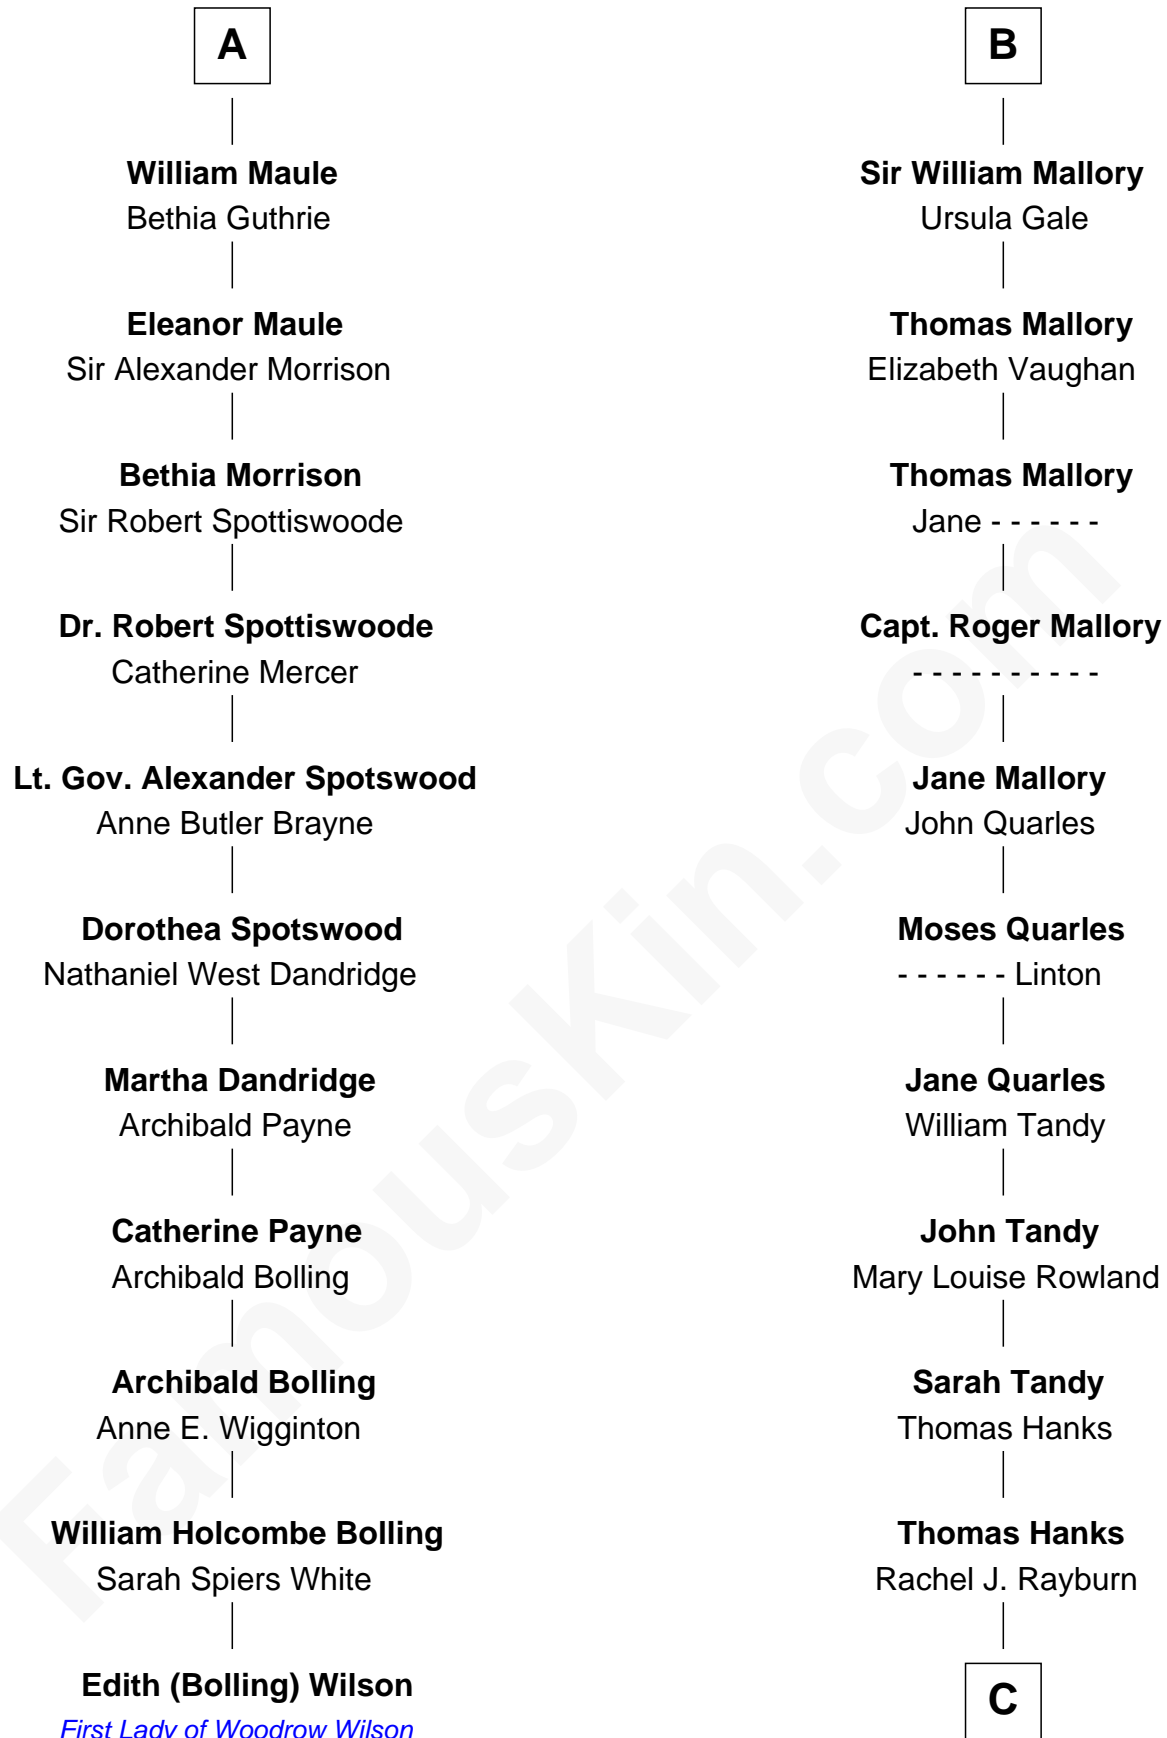 A
William Maule
Bethia Guthrie
Eleanor Maule
Sir Alexander Morrison
Bethia Morrison
Sir Robert Spottiswoode
Dr. Robert Spottiswoode
Catherine Mercer
Lt. Gov. Alexander Spotswood
Anne Butler Brayne
Dorothea Spotswood
Nathaniel West Dandridge
Martha Dandridge
Archibald Payne
Catherine Payne
Archibald Bolling
Archibald Bolling
Anne E. Wigginton
William Holcombe Bolling
Sarah Spiers White
Edith (Bolling) Wilson
First Lady of Woodrow Wilson
B
Sir William Mallory
Ursula Gale
Thomas Mallory
Elizabeth Vaughan
Thomas Mallory
Jane - - - - - -
Capt. Roger Mallory
- - - - - - - - - -
Jane Mallory
John Quarles
Moses Quarles
- - - - - - Linton
Jane Quarles
William Tandy
John Tandy
Mary Louise Rowland
Sarah Tandy
Thomas Hanks
Thomas Hanks
Rachel J. Rayburn
C
FamousKin.com